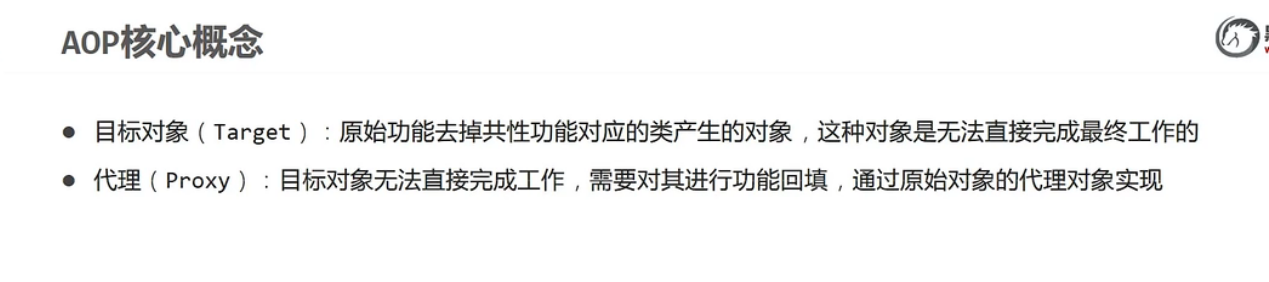 AOP核心概念
● 目标对象（Target）：原始功能去掉共性功能对应的类产生的对象，这种对象是无法直接完成最终工作的
● 代理（Proxy）：目标对象无法直接完成工作，需要对其进行功能回填，通过原始对象的代理对象实现